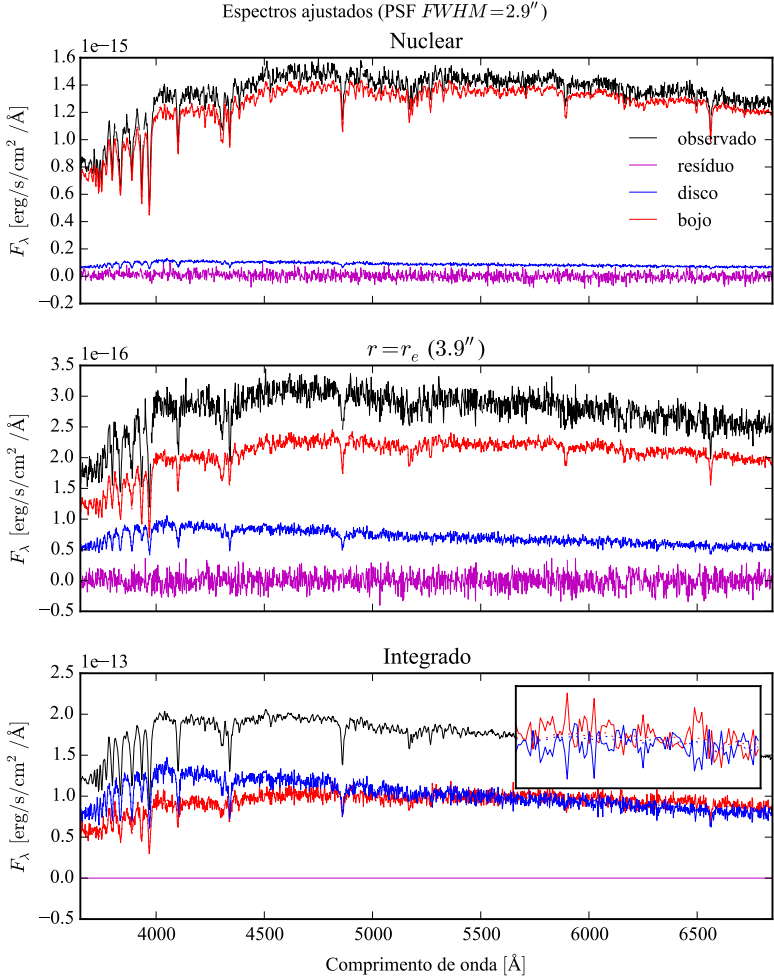 Espectros ajustados (PSF FWHM=2.9″)
Nuclear
1e−15
1.6
1.4
1.2
1.0
0.8
0.6
0.4
0.2
0.0
−0.2
Fλ [erg/s/cm² /Å]
observado
resíduo
disco
bojo
r=rₑ (3.9″)
1e−16
3.5
3.0
2.5
2.0
1.5
1.0
0.5
0.0
−0.5
Fλ [erg/s/cm² /Å]
Integrado
1e−13
2.5
2.0
1.5
1.0
0.5
0.0
−0.5
Fλ [erg/s/cm² /Å]
4000 4500 5000 5500 6000 6500
Comprimento de onda [Å]